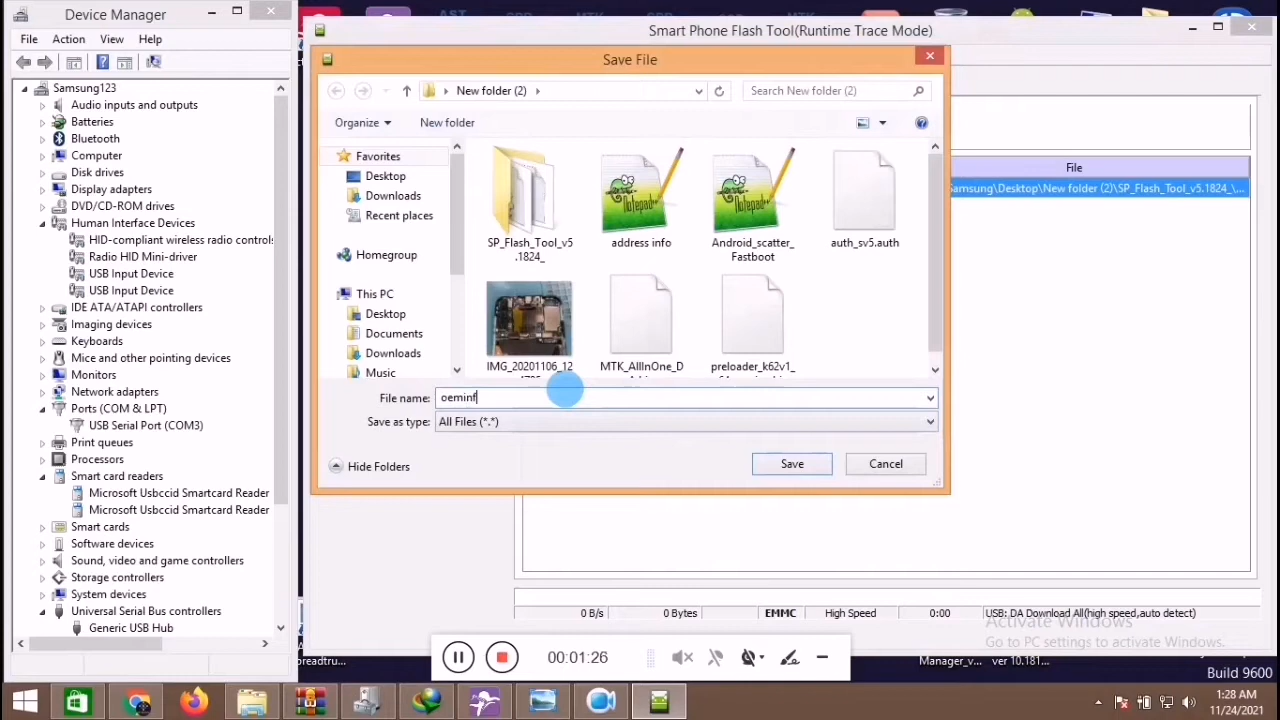 Device Manager
File Action View Help
Samsung123
Audio inputs and outputs
Batteries
Bluetooth
Computer
Disk drives
Display adapters
DVD/CD-ROM drives
Human Interface Devices
HID-compliant wireless radio controls
Radio HID Mini-driver
USB Input Device
USB Input Device
IDE ATA/ATAPI controllers
Imaging devices
Keyboards
Mice and other pointing devices
Monitors
Network adapters
Ports (COM & LPT)
USB Serial Port (COM3)
Print queues
Processors
Smart card readers
Microsoft Usbccid Smartcard Reader
Microsoft Usbccid Smartcard Reader
Smart cards
Software devices
Sound, video and game controllers
Storage controllers
System devices
Universal Serial Bus controllers
Generic USB Hub
Smart Phone Flash Tool(Runtime Trace Mode)
Save File
New folder (2)
Search New folder (2)
Organize
New folder
Favorites
Desktop
Downloads
Recent places
Homegroup
This PC
Desktop
Documents
Downloads
Music
SP_Flash_Tool_v5
.1824_
address info
Android_scatter_
Fastboot
auth_sv5.auth
IMG_20201106_12
MTK_AllInOne_D
preloader_k62v1_
File name: oeminf
Save as type: All Files (*.*)
Hide Folders
Save
Cancel
File
amsung\Desktop\New folder (2)\SP_Flash_Tool_v5.1824_\...
0 B/s
0 Bytes
EMMC
High Speed
0:00
USB: DA Download All(high speed,auto detect)
Activate Windows
Go to PC settings to activate Windows.
00:01:26
Manager_v...
ver 10.181...
Build 9600
1:28 AM
11/24/2021